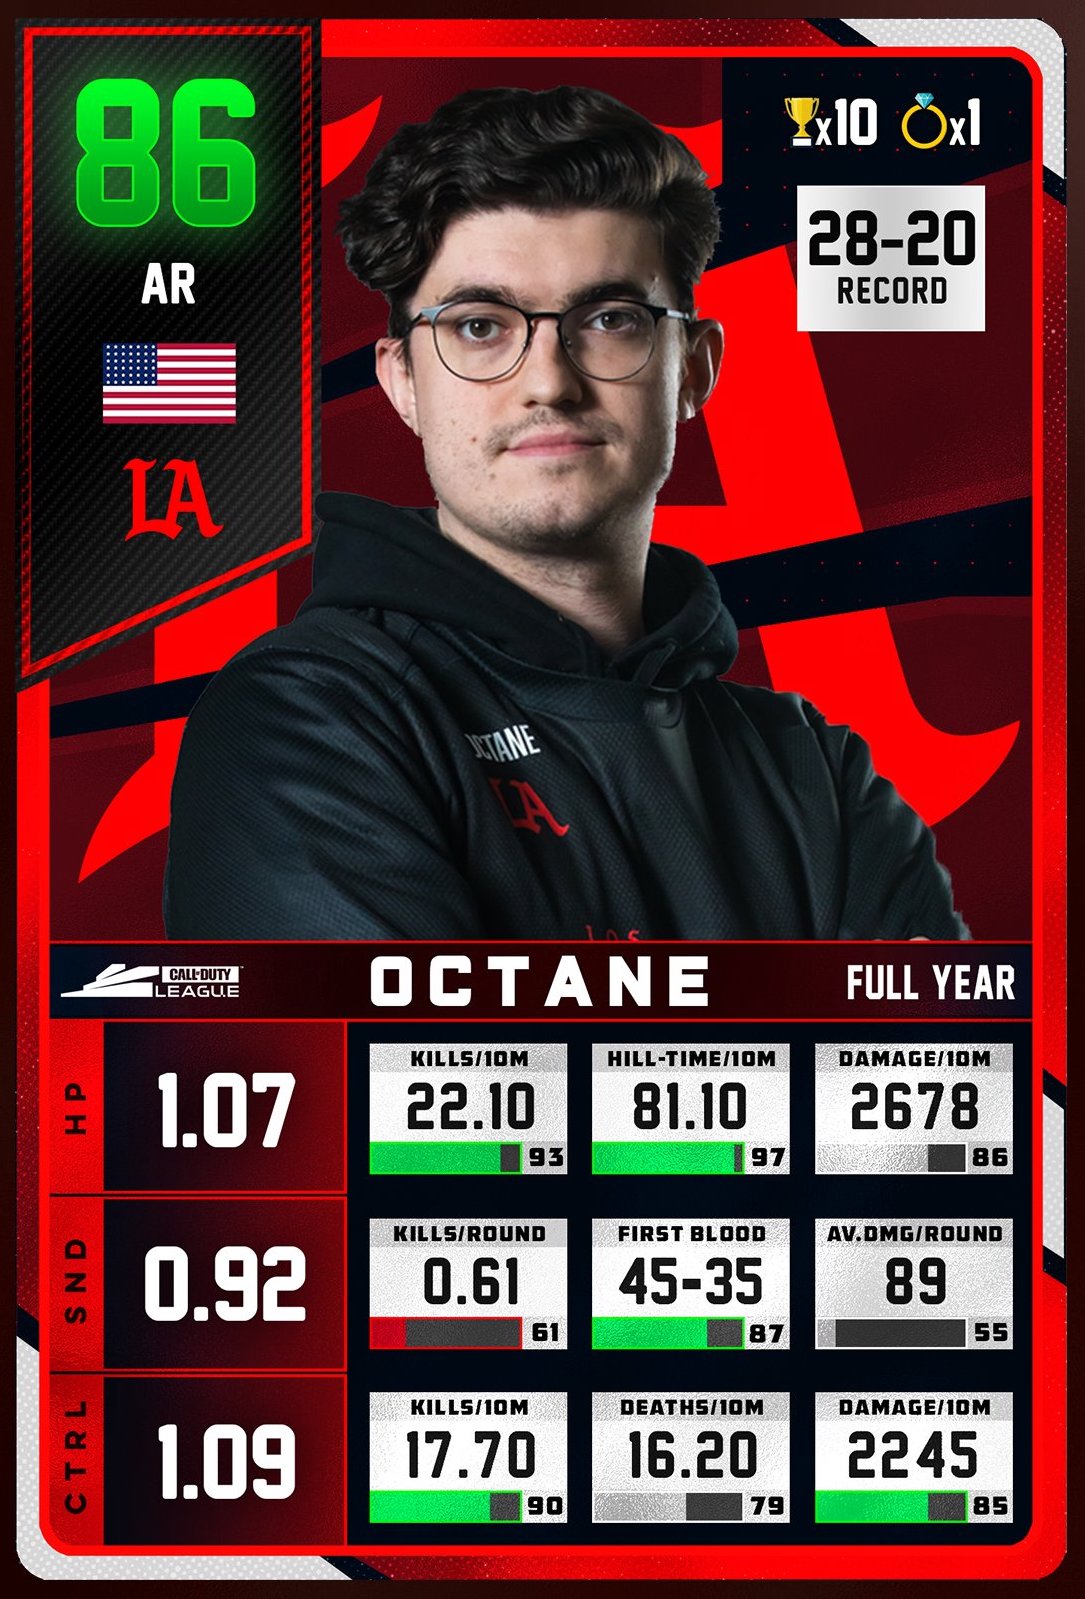 86
AR
LA
x10 x1
28-20
RECORD
OCTANE
LA
LOS
CALL OF DUTY
LEAGUE
OCTANE
FULL YEAR
HP
1.07
KILLS/10M
22.10
93
HILL-TIME/10M
81.10
97
DAMAGE/10M
2678
86
SND
0.92
KILLS/ROUND
0.61
61
FIRST BLOOD
45-35
87
AV.DMG/ROUND
89
55
CTRL
1.09
KILLS/10M
17.70
90
DEATHS/10M
16.20
79
DAMAGE/10M
2245
85